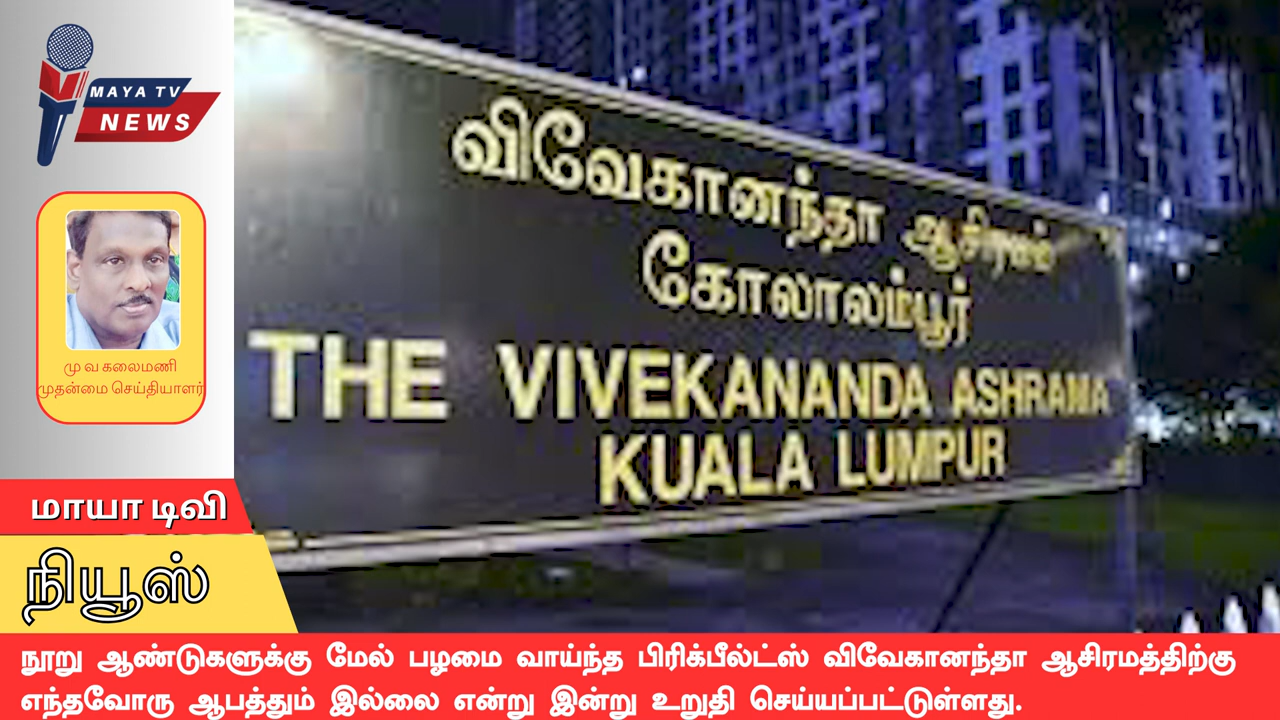 MAYA TV
NEWS
மு வ கலைமணி
முதன்மை செய்தியாளர்
மாயா டிவி
நியூஸ்
விவேகானந்தா ஆசிரமம்
கோலாலம்பூர்
THE VIVEKANANDA ASHRAMA
KUALA LUMPUR
நூறு ஆண்டுகளுக்கு மேல் பழமை வாய்ந்த பிரிக்பீல்ட்ஸ் விவேகானந்தா ஆசிரமத்திற்கு
எந்தவோரு ஆபத்தும் இல்லை என்று இன்று உறுதி செய்யப்பட்டுள்ளது.